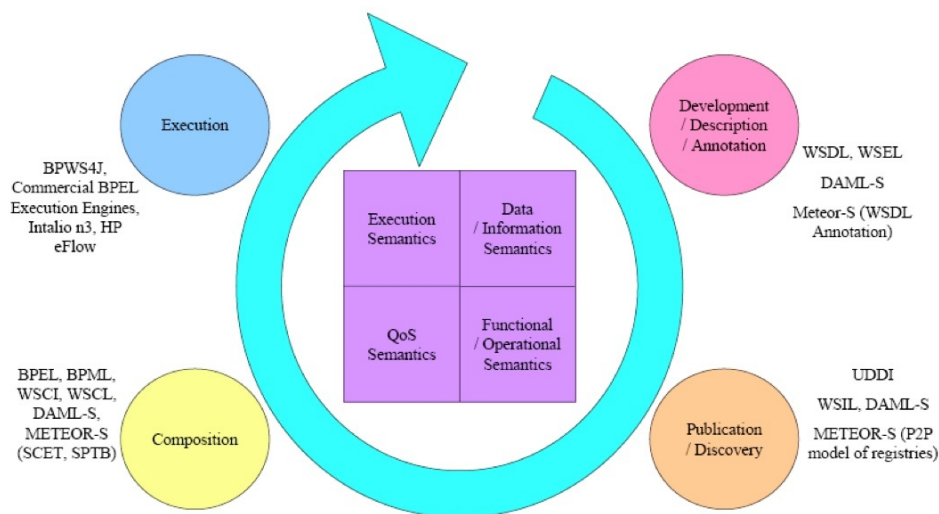 Execution
BPWS4J,
Commercial BPEL
Execution Engines,
Intalio n3, HP
eFlow
Development
/ Description
/ Annotation
WSDL, WSEL
DAML-S
Meteor-S (WSDL
Annotation)
Execution
Semantics
Data
/ Information
Semantics
QoS
Semantics
Functional
/ Operational
Semantics
BPEL, BPML,
WSCI, WSCL,
DAML-S,
METEOR-S
(SCET, SPTB)
Composition
Publication
/ Discovery
UDDI
WSIL, DAML-S
METEOR-S (P2P
model of registries)